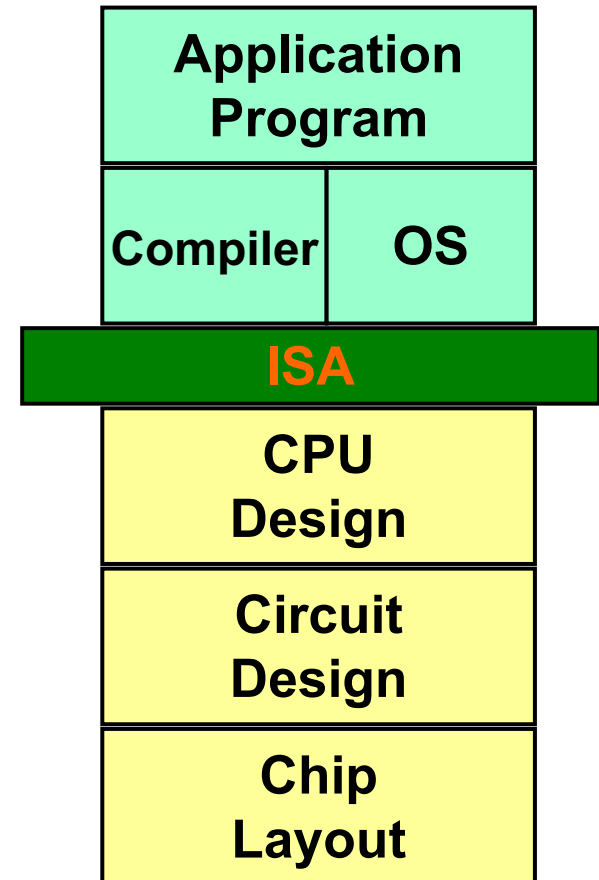 Application
Program
Compiler OS
ISA
CPU
Design
Circuit
Design
Chip
Layout